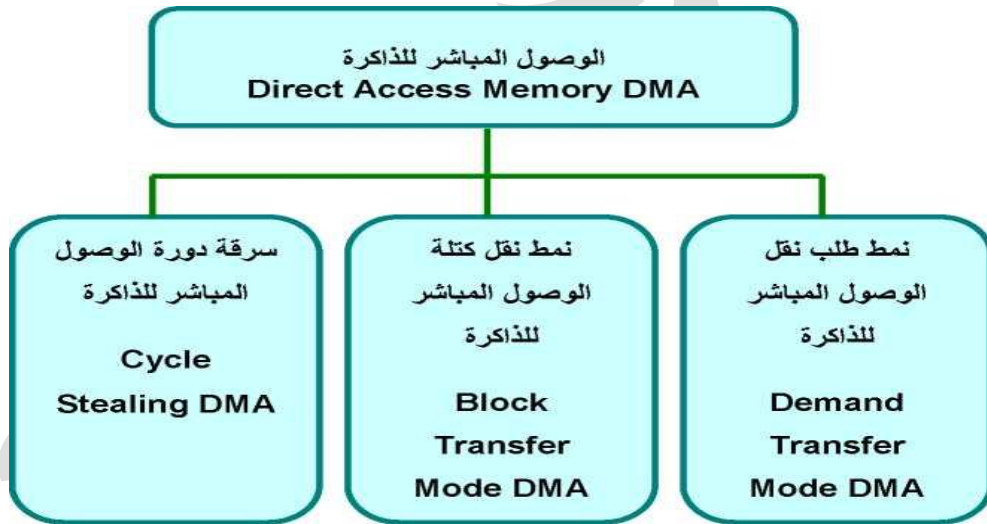 الوصول المباشر للذاكرة
Direct Access Memory DMA
سرقة دورة الوصول
المباشر للذاكرة
Cycle
Stealing DMA
نمط نقل كتلة
الوصول المباشر
للذاكرة
Block
Transfer
Mode DMA
نمط طلب نقل
الوصول المباشر
للذاكرة
Demand
Transfer
Mode DMA